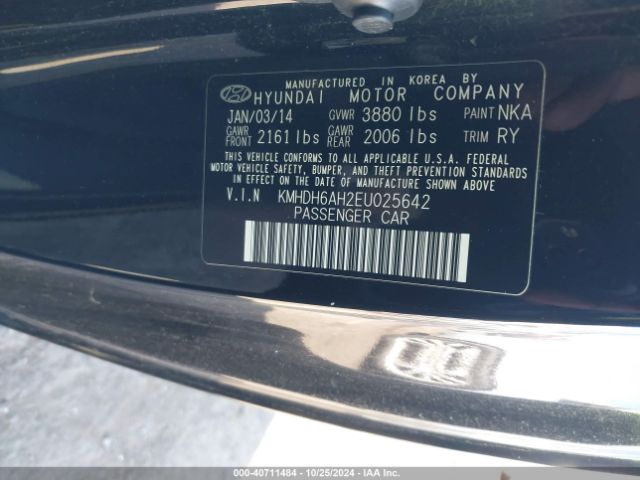 MANUFACTURED IN KOREA BY
HYUNDAI MOTOR COMPANY
JAN/03/14 GVWR 3880 lbs PAINT NKA
GAWR FRONT 2161 lbs GAWR REAR 2006 lbs TRIM RY
THIS VEHICLE CONFORMS TO ALL APPLICABLE U.S.A. FEDERAL
MOTOR VEHICLE SAFETY, BUMPER, AND THEFT PREVENTION STANDARDS
IN EFFECT ON THE DATE OF MANUFACTURE SHOWN ABOVE
V.I.N KMHDH6AH2EU025642
PASSENGER CAR
000-40711484 | 10/25/2024 | IAA Inc.